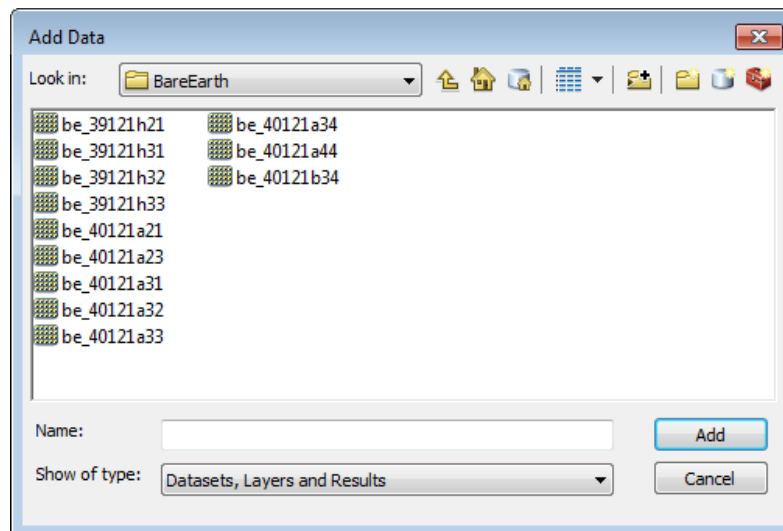 Add Data
Look in: BareEarth
be_39121h21
be_39121h31
be_39121h32
be_39121h33
be_40121a21
be_40121a23
be_40121a31
be_40121a32
be_40121a33
be_40121a34
be_40121a44
be_40121b34
Name:
Add
Show of type: Datasets, Layers and Results
Cancel